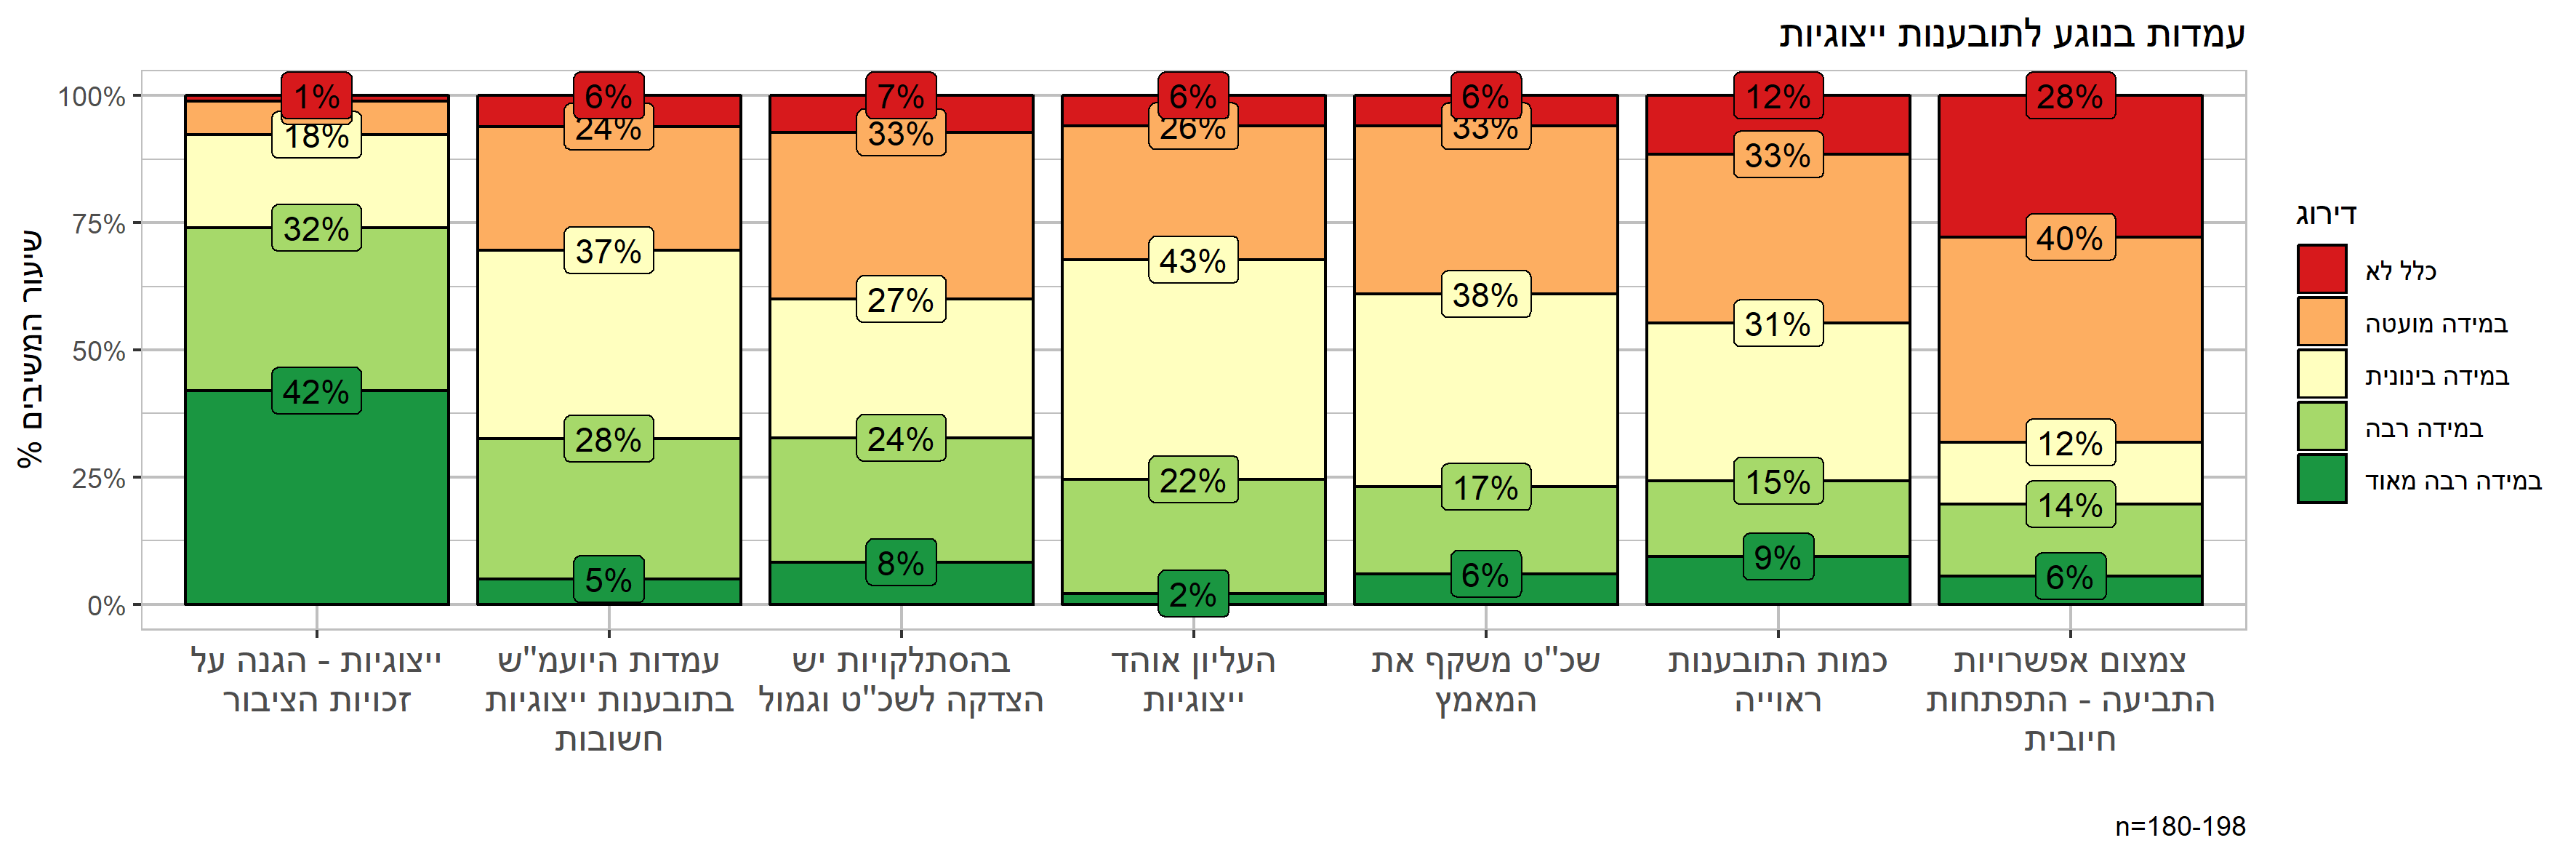 עמדות בנוגע לתובענות ייצוגיות
שיעור המשיבים %
100%
75%
50%
25%
0%
1%
18%
32%
42%
6%
24%
37%
28%
5%
7%
33%
27%
24%
8%
6%
26%
43%
22%
2%
6%
33%
38%
17%
6%
12%
33%
31%
15%
9%
28%
40%
12%
14%
6%
ייצוגיות - הגנה על
זכויות הציבור
עמדות היועמ"ש
בתובענות ייצוגיות
חשובות
בהסתלקויות יש
הצדקה לשכ"ט וגמול
העליון אוהד
ייצוגיות
שכ"ט משקף את
המאמץ
כמות התובענות
ראוייה
צמצום אפשרויות
התביעה - התפתחות
חיובית
דירוג
כלל לא
במידה מועטה
במידה בינונית
במידה רבה
במידה רבה מאוד
n=180-198